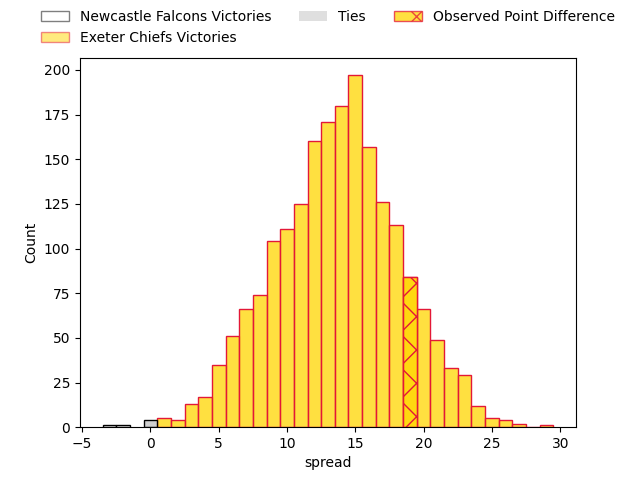 Newcastle Falcons Victories
Ties
Observed Point Difference
Exeter Chiefs Victories
200
175
150
125
100
75
50
25
0
Count
−5
0
5
10
15
20
25
30
spread